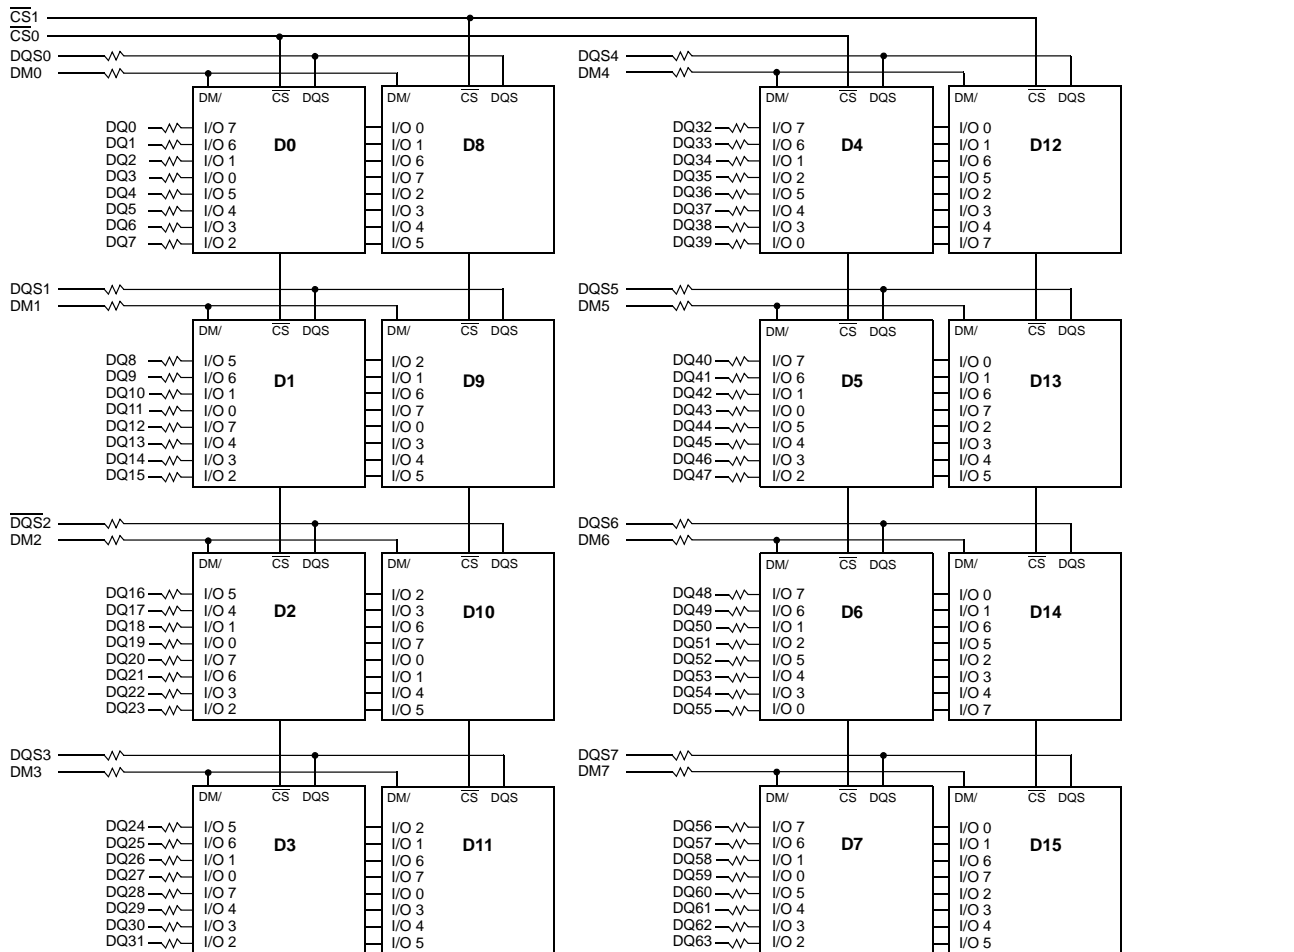 CS1
CS0
DQS0
DM0
DM/ CS DQS
DM/ CS DQS
D0
D8
DQ0 I/O 7 I/O 0
DQ1 I/O 6 I/O 1
DQ2 I/O 1 I/O 6
DQ3 I/O 0 I/O 7
DQ4 I/O 5 I/O 2
DQ5 I/O 4 I/O 3
DQ6 I/O 3 I/O 4
DQ7 I/O 2 I/O 5
DQS4
DM4
DM/ CS DQS
DM/ CS DQS
D4
D12
DQ32 I/O 7 I/O 0
DQ33 I/O 6 I/O 1
DQ34 I/O 1 I/O 6
DQ35 I/O 2 I/O 5
DQ36 I/O 5 I/O 2
DQ37 I/O 4 I/O 3
DQ38 I/O 3 I/O 4
DQ39 I/O 0 I/O 7
DQS1
DM1
DM/ CS DQS
DM/ CS DQS
D1
D9
DQ8 I/O 5 I/O 2
DQ9 I/O 6 I/O 1
DQ10 I/O 1 I/O 6
DQ11 I/O 0 I/O 7
DQ12 I/O 7 I/O 0
DQ13 I/O 4 I/O 3
DQ14 I/O 3 I/O 4
DQ15 I/O 2 I/O 5
DQS5
DM5
DM/ CS DQS
DM/ CS DQS
D5
D13
DQ40 I/O 7 I/O 0
DQ41 I/O 6 I/O 1
DQ42 I/O 1 I/O 6
DQ43 I/O 0 I/O 7
DQ44 I/O 5 I/O 2
DQ45 I/O 4 I/O 3
DQ46 I/O 3 I/O 4
DQ47 I/O 2 I/O 5
DQS2
DM2
DM/ CS DQS
DM/ CS DQS
D2
D10
DQ16 I/O 5 I/O 2
DQ17 I/O 4 I/O 3
DQ18 I/O 1 I/O 6
DQ19 I/O 0 I/O 7
DQ20 I/O 7 I/O 0
DQ21 I/O 6 I/O 1
DQ22 I/O 3 I/O 4
DQ23 I/O 2 I/O 5
DQS6
DM6
DM/ CS DQS
DM/ CS DQS
D6
D14
DQ48 I/O 7 I/O 0
DQ49 I/O 6 I/O 1
DQ50 I/O 1 I/O 6
DQ51 I/O 2 I/O 5
DQ52 I/O 5 I/O 2
DQ53 I/O 4 I/O 3
DQ54 I/O 3 I/O 4
DQ55 I/O 0 I/O 7
DQS3
DM3
DM/ CS DQS
DM/ CS DQS
D3
D11
DQ24 I/O 5 I/O 2
DQ25 I/O 6 I/O 1
DQ26 I/O 1 I/O 6
DQ27 I/O 0 I/O 7
DQ28 I/O 7 I/O 0
DQ29 I/O 4 I/O 3
DQ30 I/O 3 I/O 4
DQ31 I/O 2 I/O 5
DQS7
DM7
DM/ CS DQS
DM/ CS DQS
D7
D15
DQ56 I/O 7 I/O 0
DQ57 I/O 6 I/O 1
DQ58 I/O 1 I/O 6
DQ59 I/O 0 I/O 7
DQ60 I/O 5 I/O 2
DQ61 I/O 4 I/O 3
DQ62 I/O 3 I/O 4
DQ63 I/O 2 I/O 5